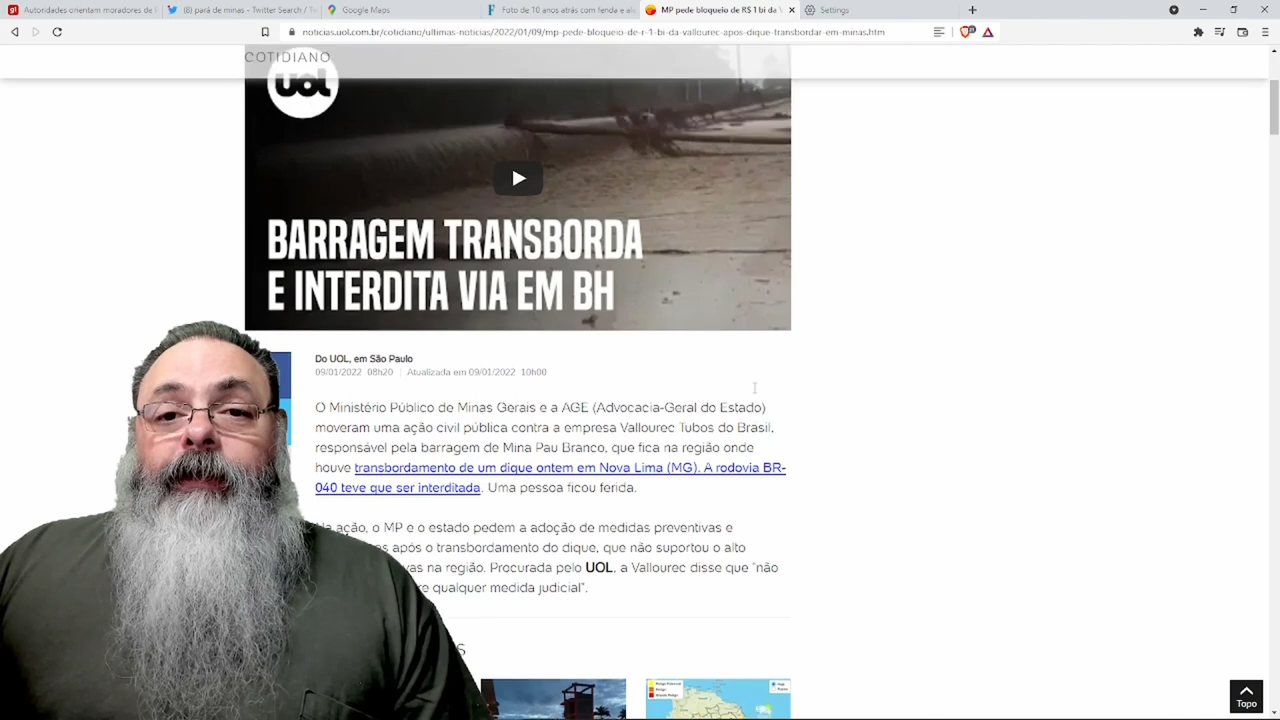 Autoridades orientam moradores de
(8) pará de minas - Twitter Search / Tw
Google Maps
Foto de 10 anos atrás com fenda e ale
MP pede bloqueio de R$ 1 bi da V
Settings
noticias.uol.com.br/cotidiano/ultimas-noticias/2022/01/09/mp-pede-bloqueio-de-r-1-bi-da-vallourec-apos-dique-transbordar-em-minas.htm
COTIDIANO
uol
BARRAGEM TRANSBORDA
E INTERDITA VIA EM BH
Do UOL, em São Paulo
09/01/2022 08h20 Atualizada em 09/01/2022 10h00
O Ministério Público de Minas Gerais e a AGE (Advocacia-Geral do Estado)
moveram uma ação civil pública contra a empresa Vallourec Tubos do Brasil,
responsável pela barragem de Mina Pau Branco, que fica na região onde
houve transbordamento de um dique ontem em Nova Lima (MG). A rodovia BR-
040 teve que ser interditada. Uma pessoa ficou ferida.
ação, o MP e o estado pedem a adoção de medidas preventivas e
após o transbordamento do dique, que não suportou o alto
na região. Procurada pelo UOL, a Vallourec disse que "não
qualquer medida judicial".
Topo